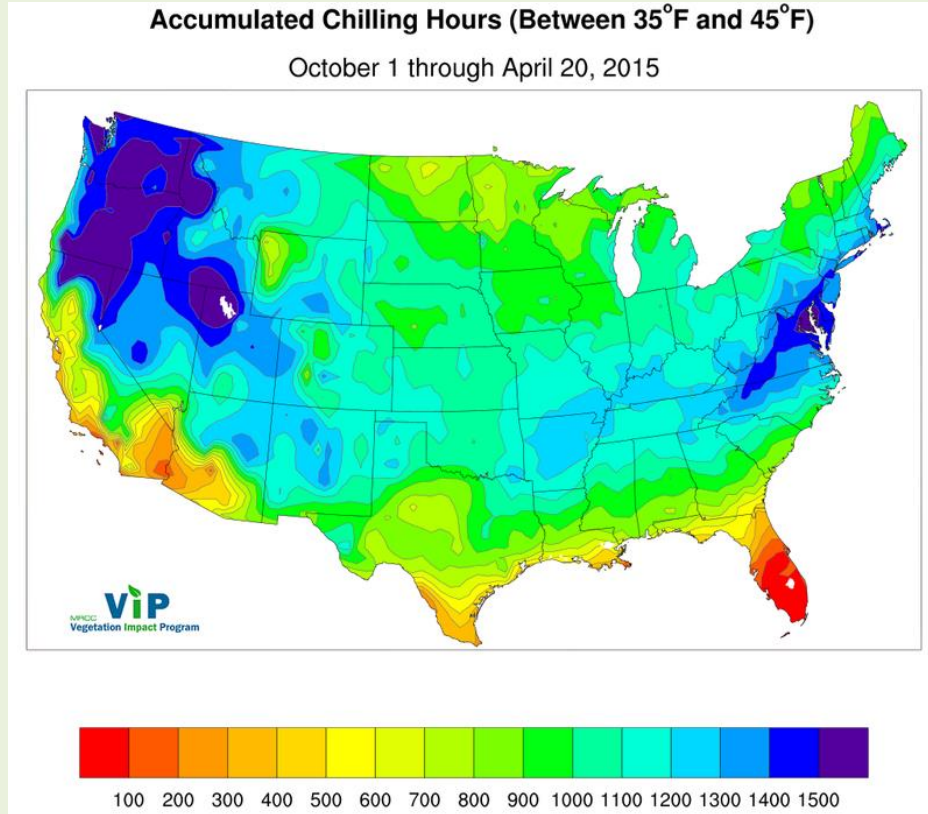 Accumulated Chilling Hours (Between 35°F and 45°F)
October 1 through April 20, 2015
MRCC ViP
Vegetation Impact Program
100 200 300 400 500 600 700 800 900 1000 1100 1200 1300 1400 1500